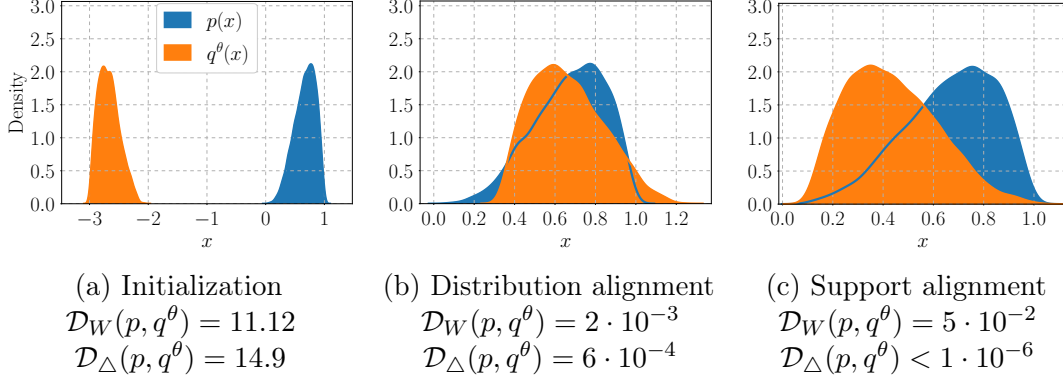 3.0
2.5
2.0
1.5
1.0
0.5
0.0
Density
p(x)
q^θ(x)
−3 −2 −1 0 1
x
3.0
2.5
2.0
1.5
1.0
0.5
0.0
0.0 0.2 0.4 0.6 0.8 1.0 1.2
x
3.0
2.5
2.0
1.5
1.0
0.5
0.0
0.0 0.2 0.4 0.6 0.8 1.0
x
(a) Initialization
𝒟_W(p, q^θ) = 11.12
𝒟_△(p, q^θ) = 14.9
(b) Distribution alignment
𝒟_W(p, q^θ) = 2 · 10^−3
𝒟_△(p, q^θ) = 6 · 10^−4
(c) Support alignment
𝒟_W(p, q^θ) = 5 · 10^−2
𝒟_△(p, q^θ) < 1 · 10^−6